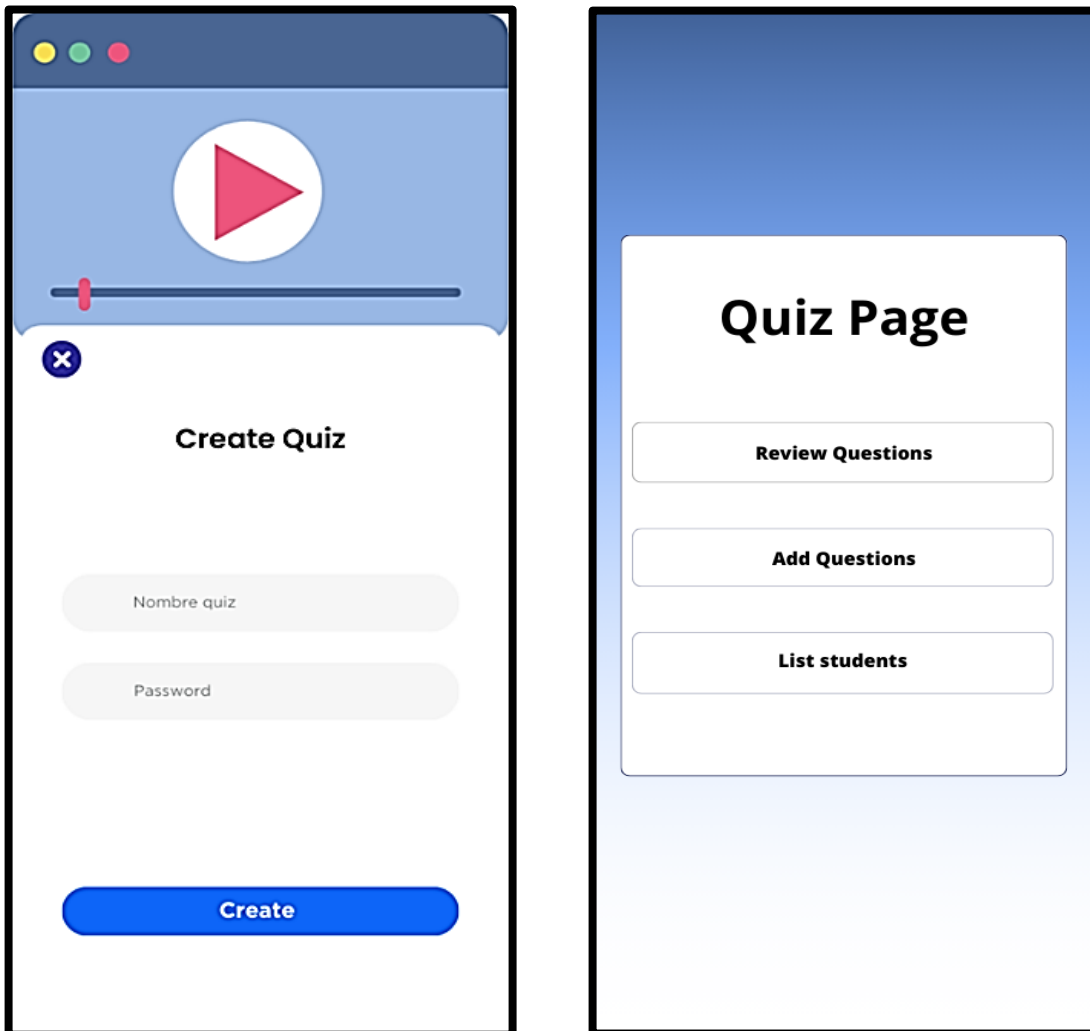 Create Quiz
Nombre quiz
Password
Create
Quiz Page
Review Questions
Add Questions
List students